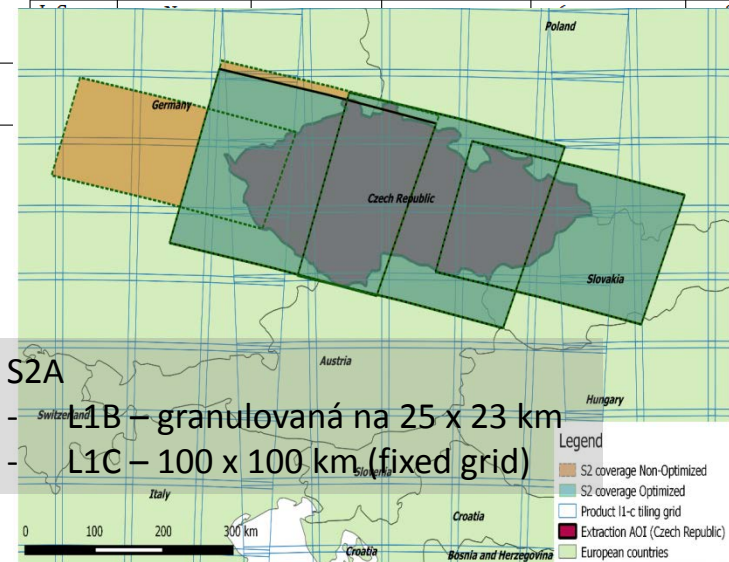 Poland
Germany
Czech Republic
Slovakia
Austria
S2A
Switzerland
Hungary
- L1B – granulovaná na 25 x 23 km
- L1C – 100 x 100 km (fixed grid)
Slovenia
Italy
Croatia
Croatia
Bosnia and Herzegovina
0 100 200 300 km
Legend
S2 coverage Non-Optimized
S2 coverage Optimized
Product l1-c tiling grid
Extraction AOI (Czech Republic)
European countries